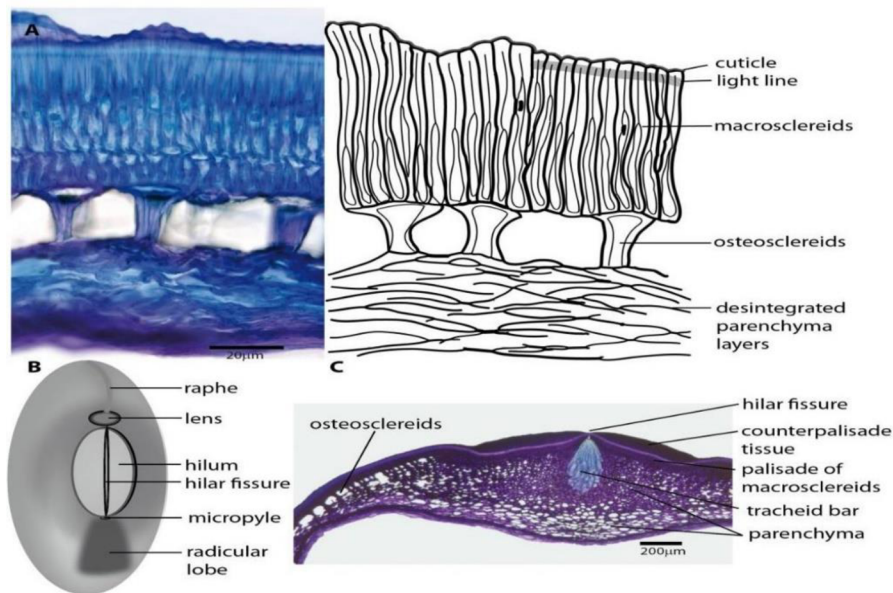 A
cuticle
light line
macrosclereids
osteosclereids
desintegrated
parenchyma
layers
20µm
B
raphe
lens
hilum
hilar fissure
micropyle
radicular
lobe
C
osteosclereids
hilar fissure
counterpalisade
tissue
palisade of
macrosclereids
tracheid bar
parenchyma
200µm